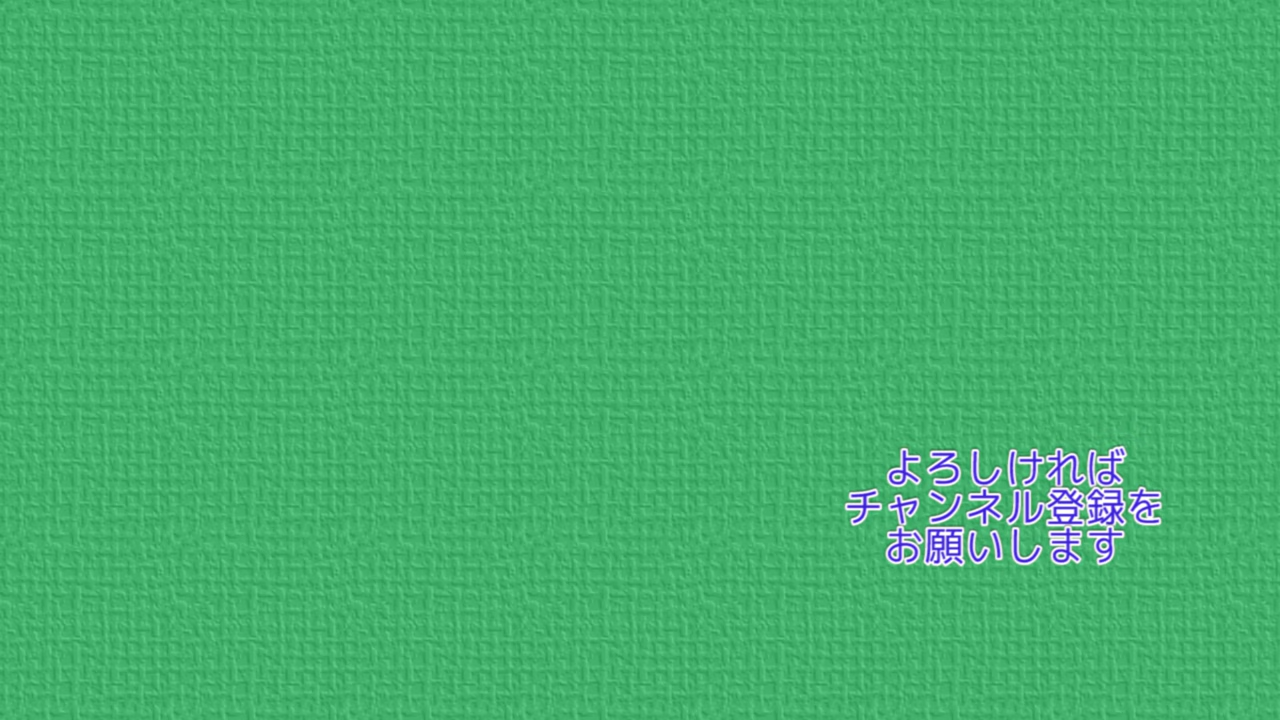 よろしければ
チャンネル登録を
お願いします